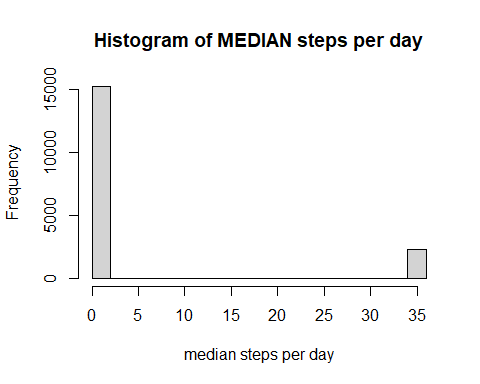 Histogram of MEDIAN steps per day
Frequency
15000
10000
5000
0
0 5 10 15 20 25 30 35
median steps per day